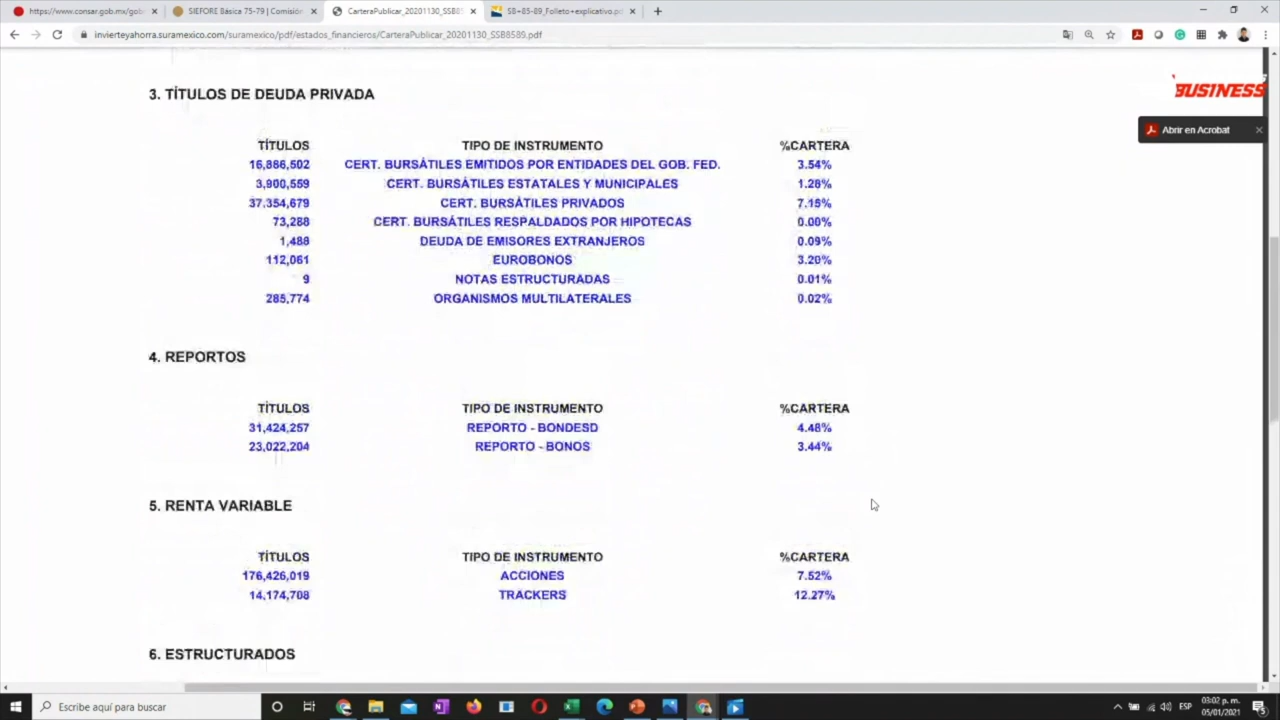 https://www.consar.gob.mx/gob
SIEFORE Básica 75-79 | Comisión
CarteraPublicar_20201130_SSB85
SB+85-89_Folleto+explicativo.pd
invierteyahorra.suramexico.com/suramexico/pdf/estados_financieros/CarteraPublicar_20201130_SSB8589.pdf
BUSINESS
Abrir en Acrobat
3. TÍTULOS DE DEUDA PRIVADA
TÍTULOS TIPO DE INSTRUMENTO %CARTERA
16,866,502 CERT. BURSÁTILES EMITIDOS POR ENTIDADES DEL GOB. FED. 3.54%
3,900,559 CERT. BURSÁTILES ESTATALES Y MUNICIPALES 1.28%
37,354,679 CERT. BURSÁTILES PRIVADOS 7.15%
73,288 CERT. BURSÁTILES RESPALDADOS POR HIPOTECAS 0.00%
1,488 DEUDA DE EMISORES EXTRANJEROS 0.09%
112,061 EUROBONOS 3.20%
9 NOTAS ESTRUCTURADAS 0.01%
285,774 ORGANISMOS MULTILATERALES 0.02%
4. REPORTOS
TÍTULOS TIPO DE INSTRUMENTO %CARTERA
31,424,257 REPORTO - BONDESD 4.48%
23,022,204 REPORTO - BONOS 3.44%
5. RENTA VARIABLE
TÍTULOS TIPO DE INSTRUMENTO %CARTERA
176,426,019 ACCIONES 7.52%
14,174,708 TRACKERS 12.27%
6. ESTRUCTURADOS
Escribe aquí para buscar
ESP
03:02 p. m.
05/01/2021